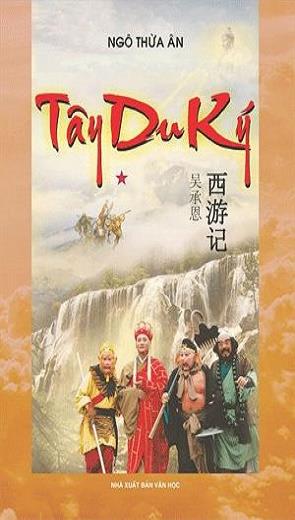 NGÔ THỪA ÂN
Tây Du Ký
西游记
吴承恩
NHÀ XUẤT BẢN VĂN HỌC